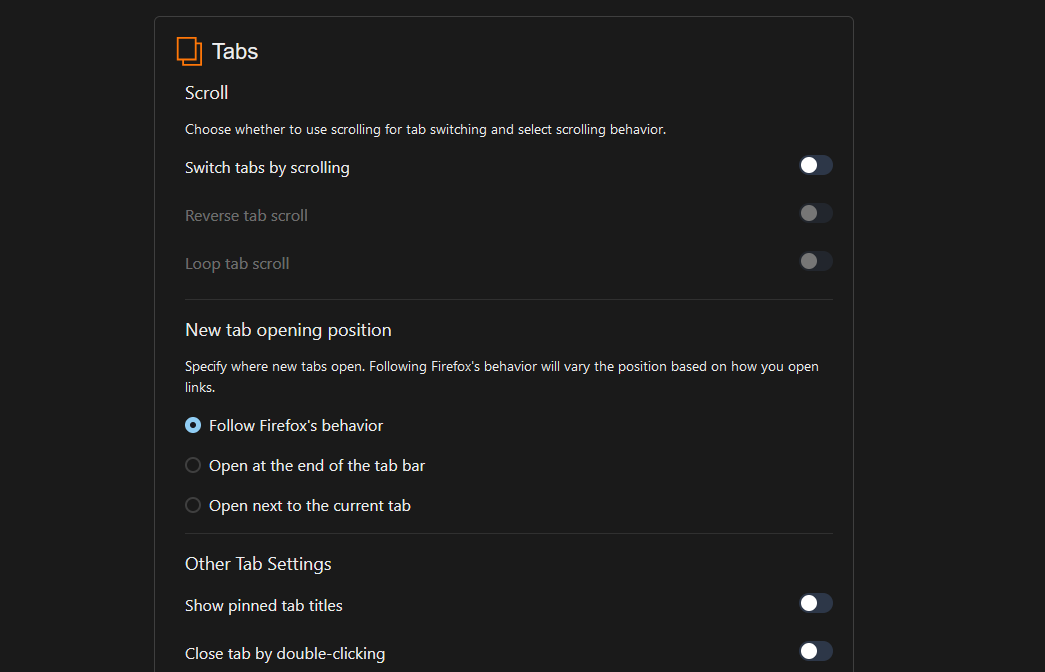 Tabs
Scroll
Choose whether to use scrolling for tab switching and select scrolling behavior.
Switch tabs by scrolling
Reverse tab scroll
Loop tab scroll
New tab opening position
Specify where new tabs open. Following Firefox's behavior will vary the position based on how you open
links.
Follow Firefox's behavior
Open at the end of the tab bar
Open next to the current tab
Other Tab Settings
Show pinned tab titles
Close tab by double-clicking